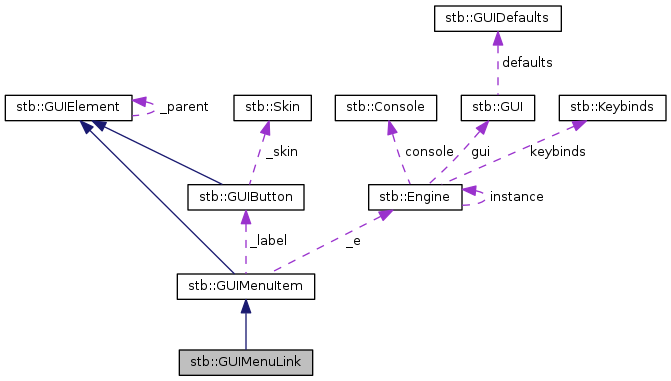 stb::GUIDefaults
defaults
stb::GUIElement
_parent
stb::Skin
stb::Console
stb::GUI
stb::Keybinds
_skin
console
gui
keybinds
stb::GUIButton
stb::Engine
instance
_label
_e
stb::GUIMenuItem
stb::GUIMenuLink